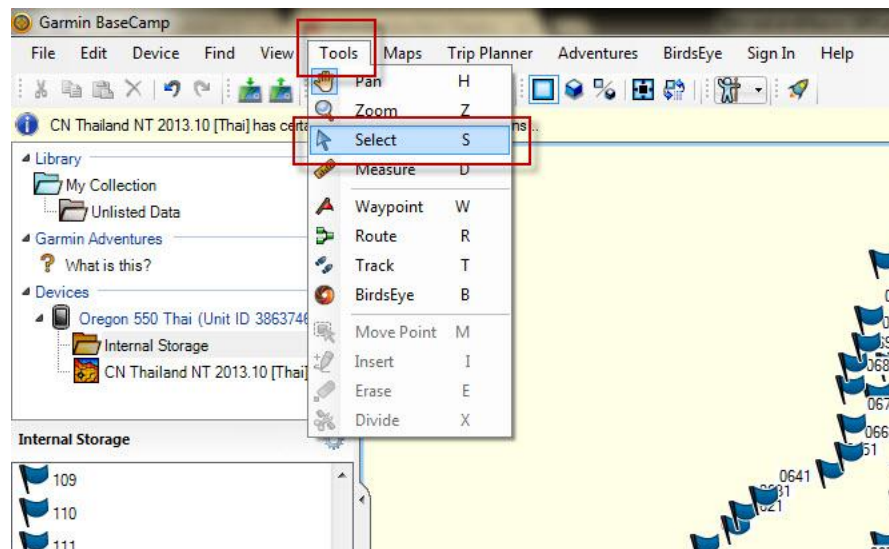 Garmin BaseCamp
File Edit Device Find View Tools Maps Trip Planner Adventures BirdsEye Sign In Help
CN Thailand NT 2013.10 [Thai] has certa
ns..
Pan H
Zoom Z
Select S
Measure D
Waypoint W
Route R
Track T
BirdsEye B
Move Point M
Insert I
Erase E
Divide X
Library
My Collection
Unlisted Data
Garmin Adventures
What is this?
Devices
Oregon 550 Thai (Unit ID 3863746
Internal Storage
CN Thailand NT 2013.10 [Thai]
Internal Storage
109
110
111
068
067
066
51
0641